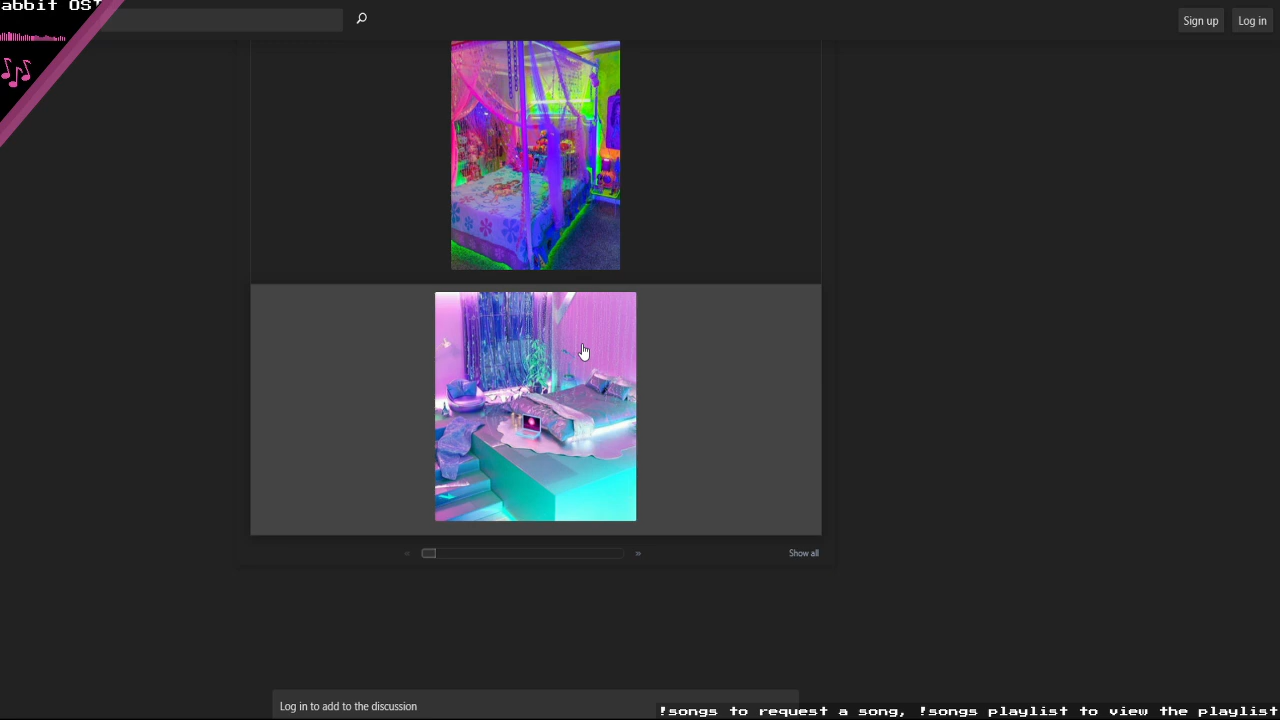 abbit OST
Sign up
Log in
Show all
Log in to add to the discussion
!songs to request a song, !songs playlist to view the playlist